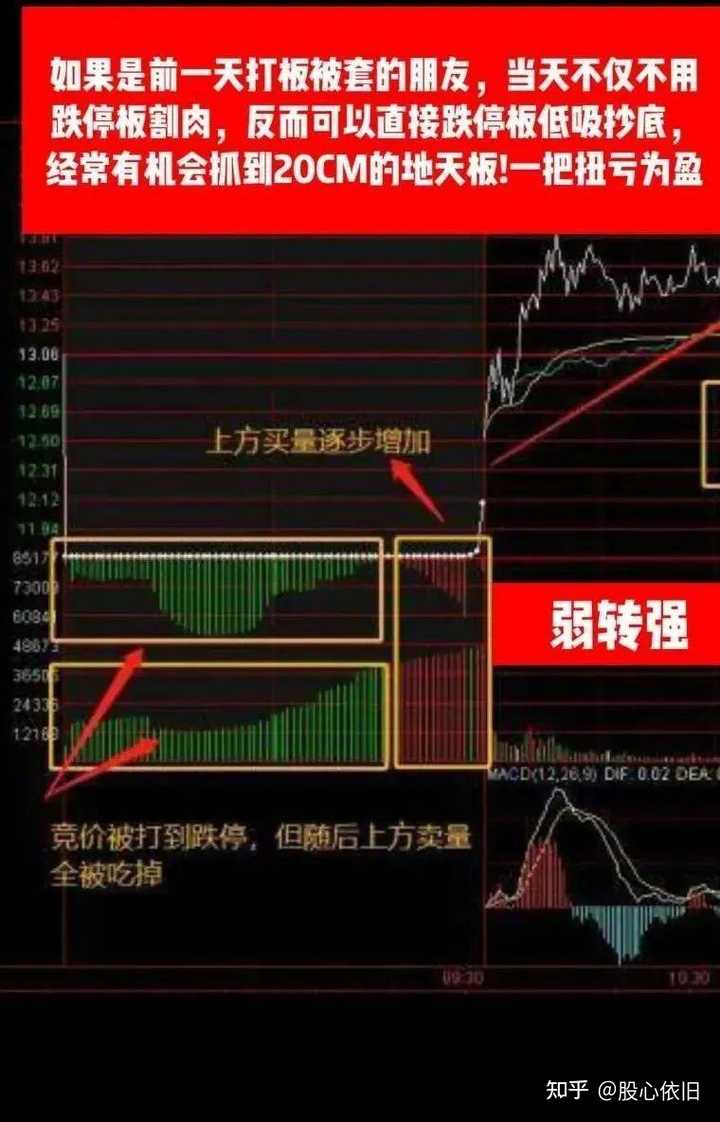 如果是前一天打板被套的朋友，当天不仅不用
跌停板割肉，反而可以直接跌停板低吸抄底，
经常有机会抓到20CM的地天板!一把扭亏为盈
13.81
13.62
13.43
13.25
13.06
12.87
12.69
12.50
12.31
12.12
11.94
上方买量逐步增加
85177
73009
60841
48673
36505
24336
12168
弱转强
MACD(12,26,9) DIF: 0.02 DEA:
竞价被打到跌停，但随后上方卖量
全被吃掉
09:30
10:30
知乎 @股心依旧